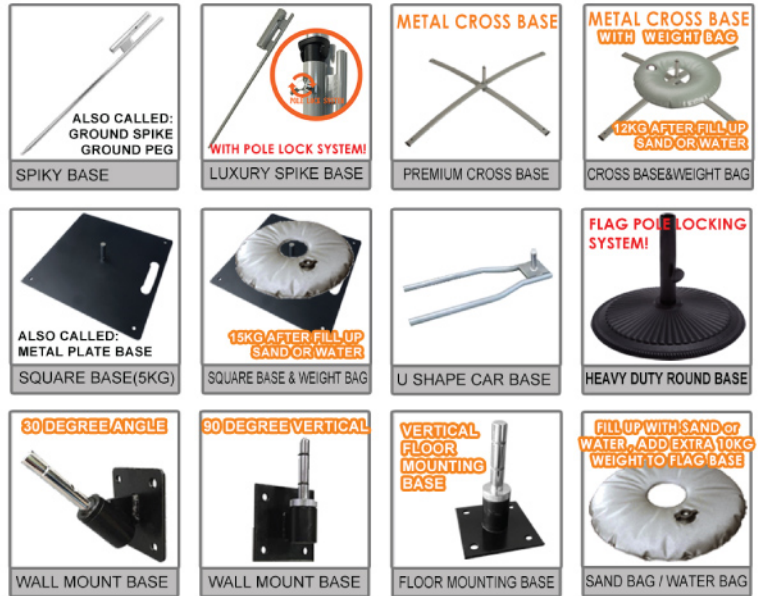 ALSO CALLED:
GROUND SPIKE
GROUND PEG
SPIKY BASE
POLE LOCK SYSTEM
WITH POLE LOCK SYSTEM!
LUXURY SPIKE BASE
METAL CROSS BASE
PREMIUM CROSS BASE
METAL CROSS BASE
WITH WEIGHT BAG
12KG AFTER FILL UP
SAND OR WATER
CROSS BASE&WEIGHT BAG
ALSO CALLED:
METAL PLATE BASE
SQUARE BASE(5KG)
15KG AFTER FILL UP
SAND OR WATER
SQUARE BASE & WEIGHT BAG
U SHAPE CAR BASE
FLAG POLE LOCKING
SYSTEM!
HEAVY DUTY ROUND BASE
30 DEGREE ANGLE
WALL MOUNT BASE
90 DEGREE VERTICAL
WALL MOUNT BASE
VERTICAL
FLOOR
MOUNTING
BASE
FLOOR MOUNTING BASE
FILL UP WITH SAND or
WATER , ADD EXTRA 10KG
WEIGHT TO FLAG BASE
SAND BAG / WATER BAG